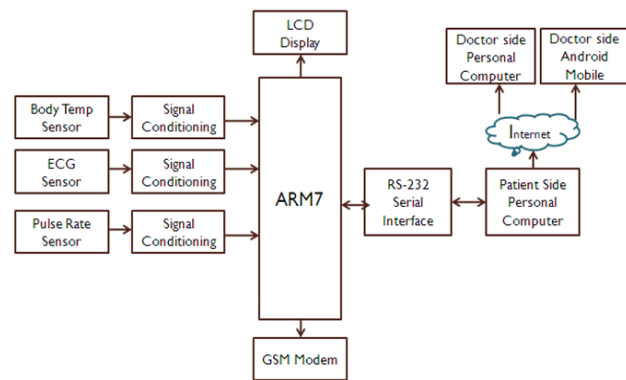 LCD
Display
Doctor side
Personal
Computer
Doctor side
Android
Mobile
Body Temp
Sensor
Signal
Conditioning
Internet
ECG
Sensor
Signal
Conditioning
ARM7
RS-232
Serial
Interface
Patient Side
Personal
Computer
Pulse Rate
Sensor
Signal
Conditioning
GSM Modem